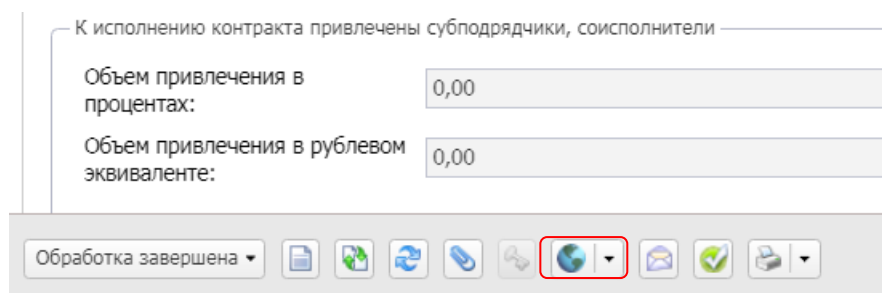 К исполнению контракта привлечены субподрядчики, соисполнители
Объем привлечения в
процентах:
0,00
Объем привлечения в рублевом
эквиваленте:
0,00
Обработка завершена